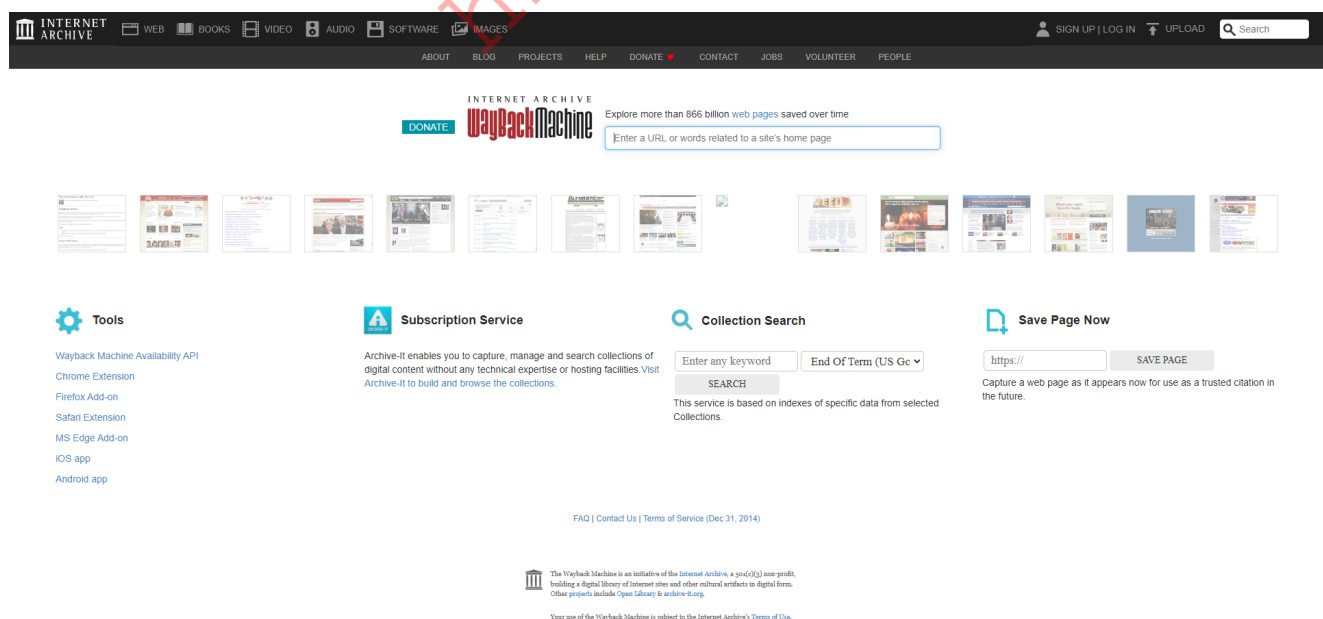 INTERNET ARCHIVE
WEB BOOKS VIDEO AUDIO SOFTWARE IMAGES SIGN UP | LOG IN UPLOAD Search
ABOUT BLOG PROJECTS HELP DONATE CONTACT JOBS VOLUNTEER PEOPLE
INTERNET ARCHIVE
DONATE WayBackMachine
Explore more than 866 billion web pages saved over time
Enter a URL or words related to a site's home page
Tools
Wayback Machine Availability API
Chrome Extension
Firefox Add-on
Safari Extension
MS Edge Add-on
iOS app
Android app
Subscription Service
Archive-It enables you to capture, manage and search collections of
digital content without any technical expertise or hosting facilities.Visit
Archive-It to build and browse the collections.
Collection Search
Enter any keyword End Of Term (US Gc
SEARCH
This service is based on indexes of specific data from selected
Collections.
Save Page Now
https:// SAVE PAGE
Capture a web page as it appears now for use as a trusted citation in
the future.
FAQ | Contact Us | Terms of Service (Dec 31, 2014)
The Wayback Machine is an initiative of the Internet Archive, a 501(c)(3) non-profit,
building a digital library of Internet sites and other cultural artifacts in digital form.
Other projects include Open Library & archive-it.org.
Your use of the Wayback Machine is subject to the Internet Archive's Terms of Use.